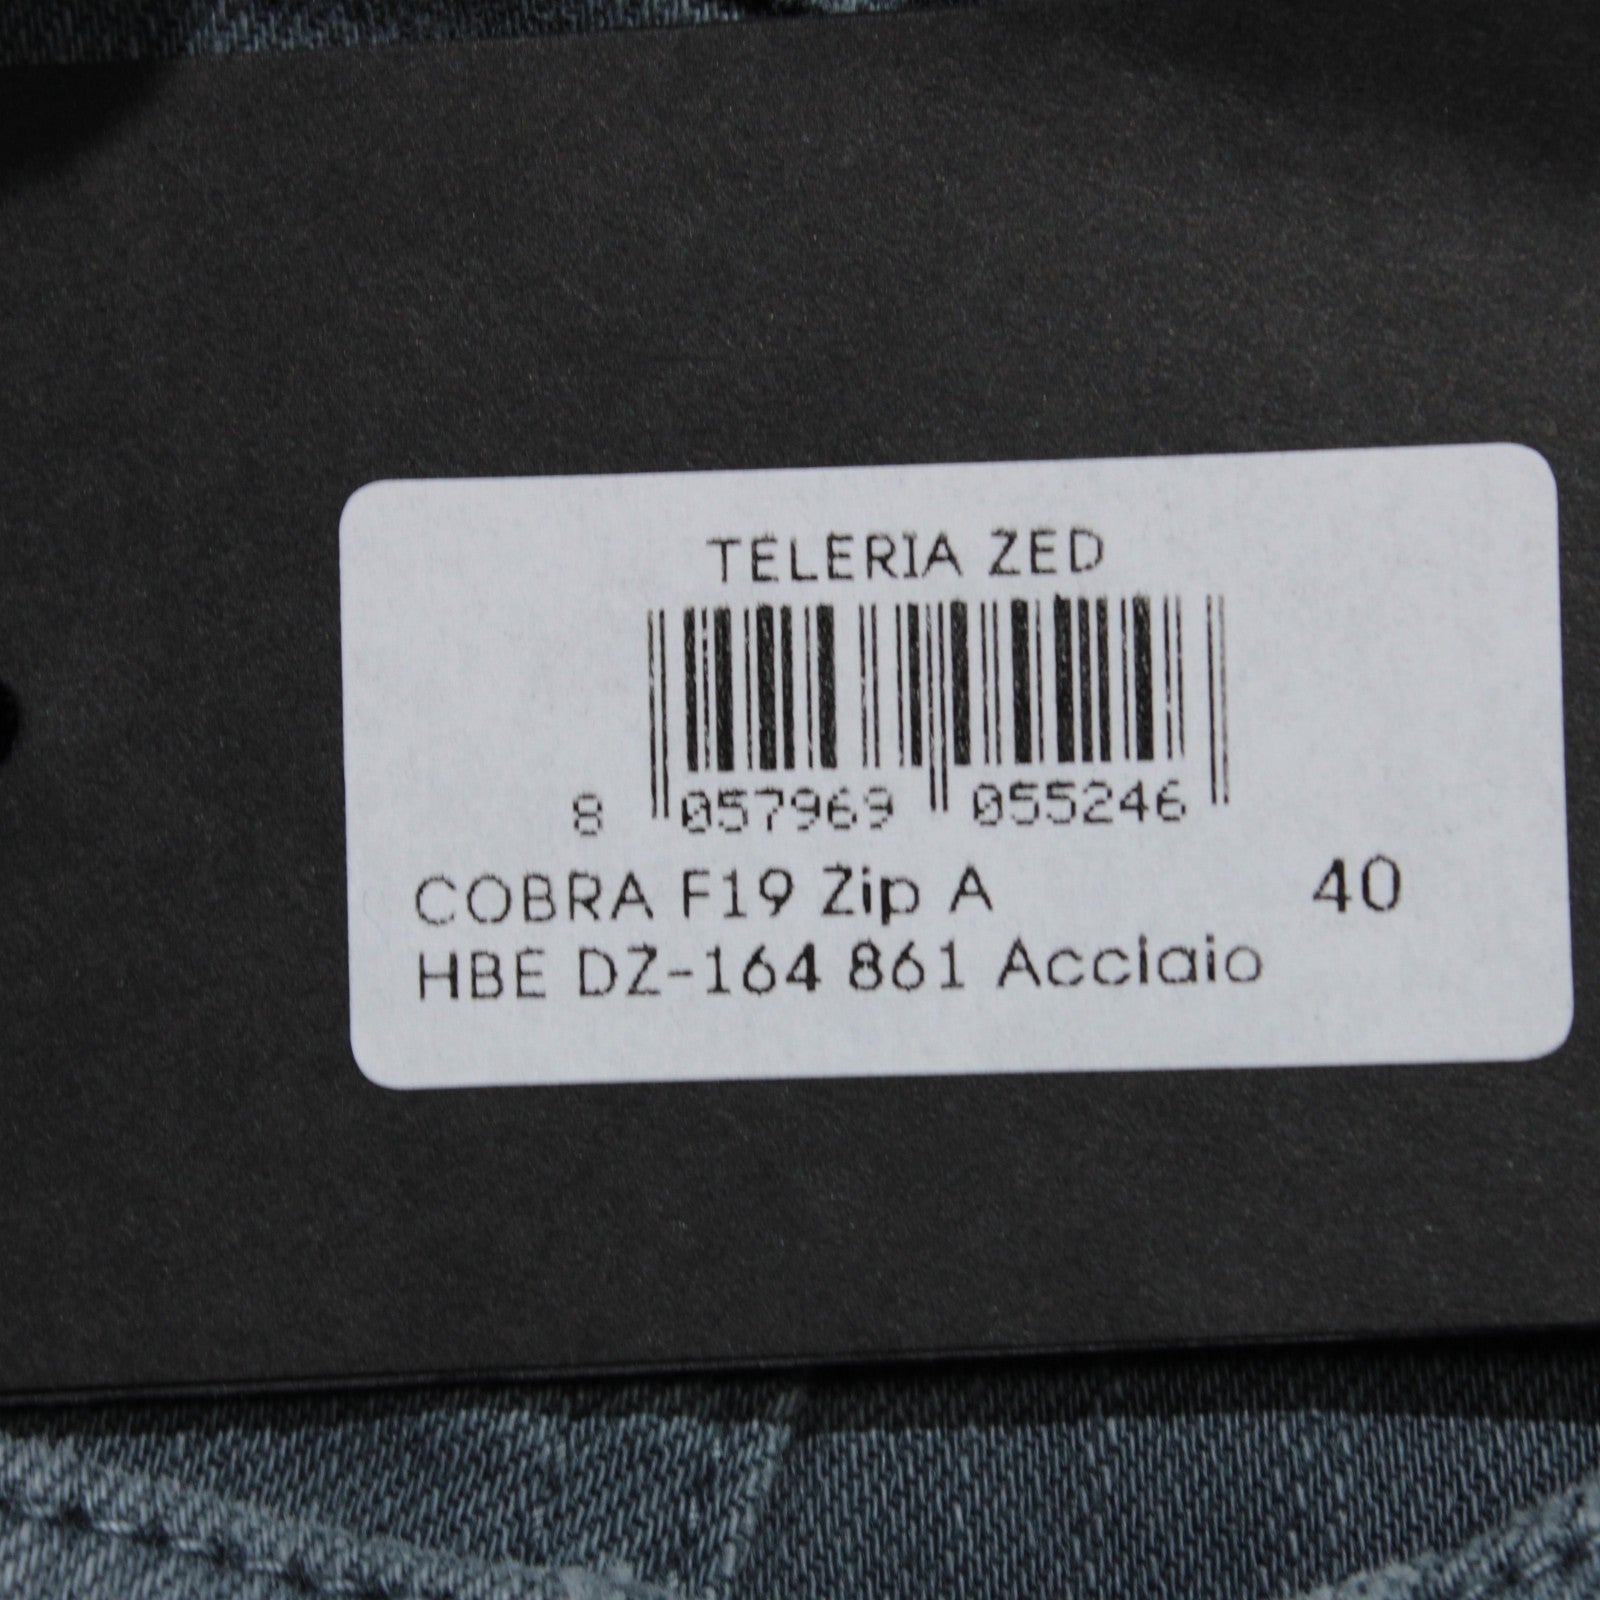 TELERIA ZED
8 057969 055246
COBRA F19 Zip A 40
HBE DZ-164 861 Acciaio